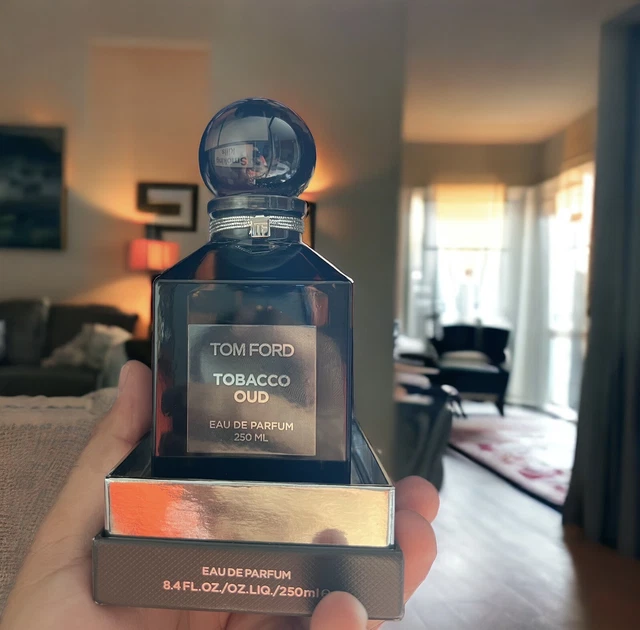 TOM FORD
TOBACCO
OUD
EAU DE PARFUM
250 ML
EAU DE PARFUM
8.4 FL.OZ./OZ.LIQ./250ml